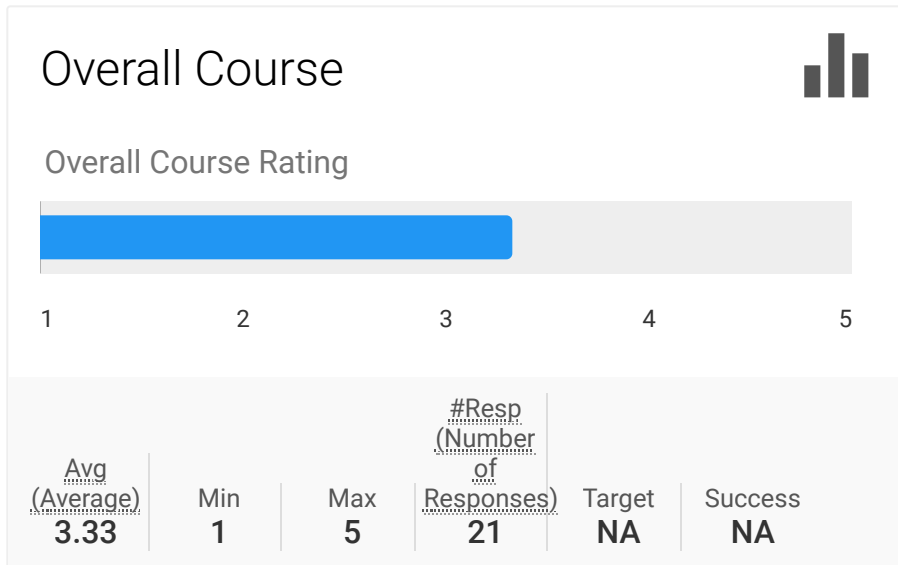 Overall Course
Overall Course Rating
1 2 3 4 5
Avg
(Average)
3.33
Min
1
Max
5
#Resp
(Number
of
Responses)
21
Target
NA
Success
NA